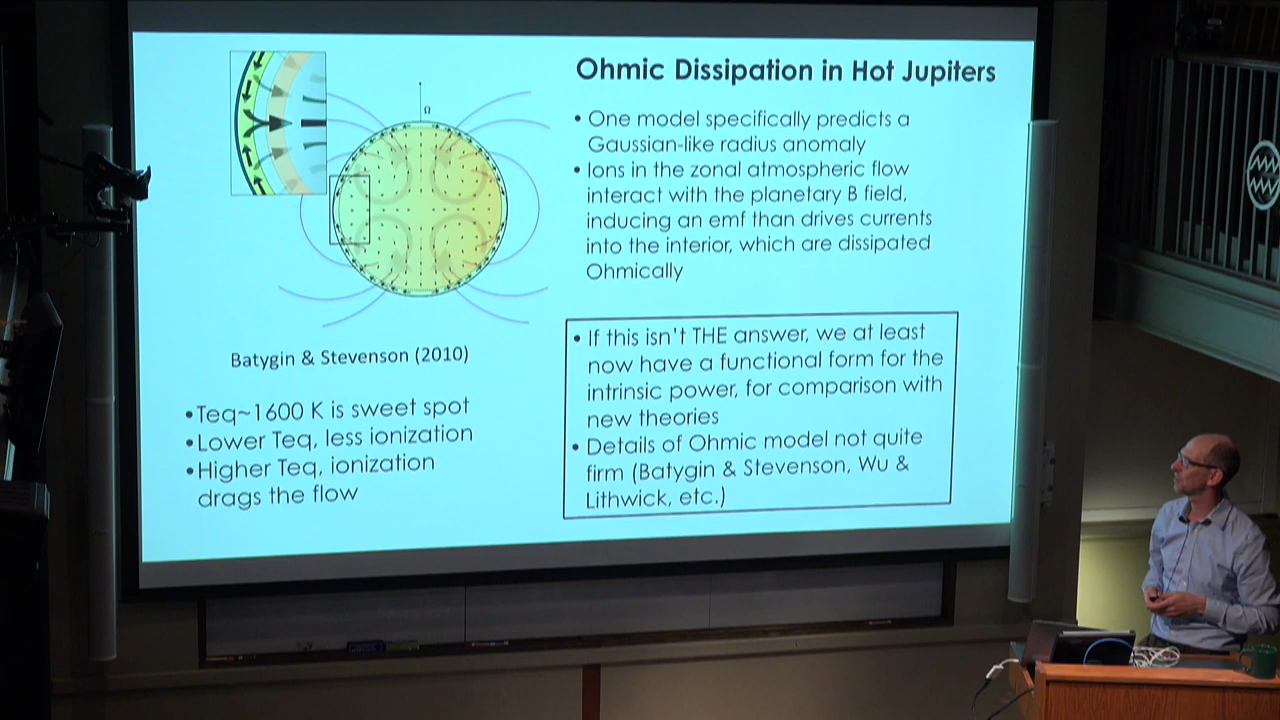 Ohmic Dissipation in Hot Jupiters
• One model specifically predicts a
Gaussian-like radius anomaly
• Ions in the zonal atmospheric flow
interact with the planetary B field,
inducing an emf than drives currents
into the interior, which are dissipated
Ohmically
Ω
Batygin & Stevenson (2010)
•Teq~1600 K is sweet spot
•Lower Teq, less ionization
•Higher Teq, ionization
drags the flow
• If this isn't THE answer, we at least
now have a functional form for the
intrinsic power, for comparison with
new theories
• Details of Ohmic model not quite
firm (Batygin & Stevenson, Wu &
Lithwick, etc.)